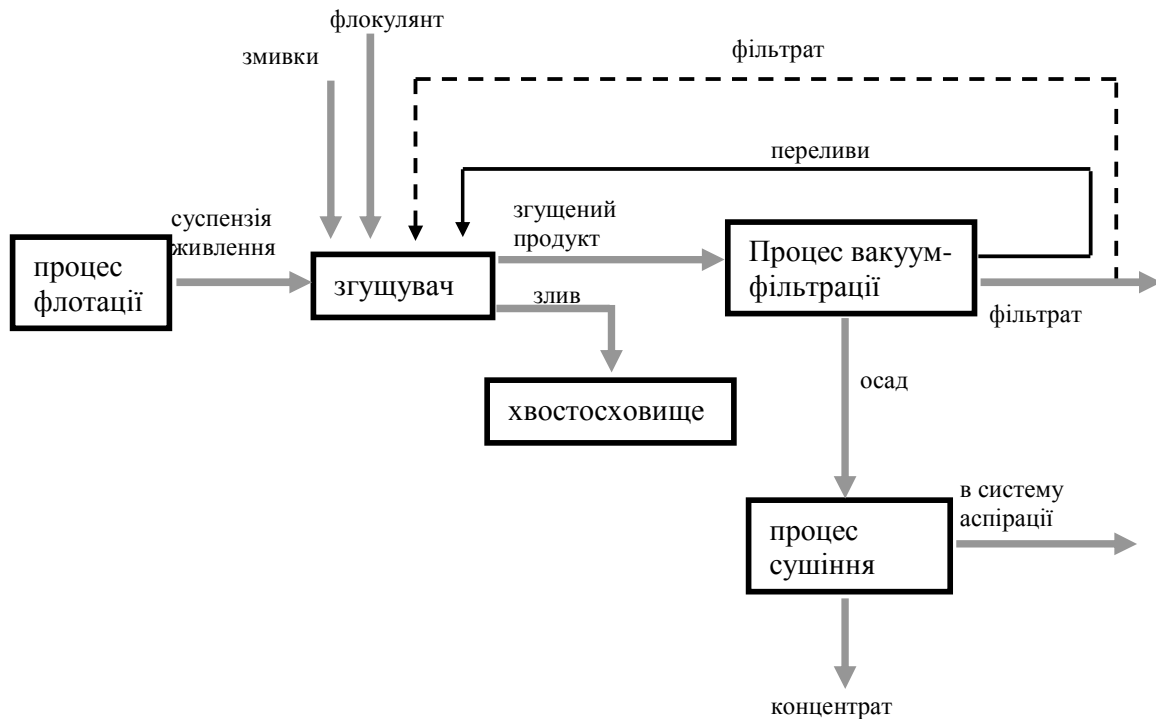 флокулянт
змивки
фільтрат
переливи
суспензія
живлення
згущений
продукт
процес
флотації
згущувач
Процес вакуум-
фільтрації
злив
фільтрат
хвостосховище
осад
в систему
аспірації
процес
сушіння
концентрат